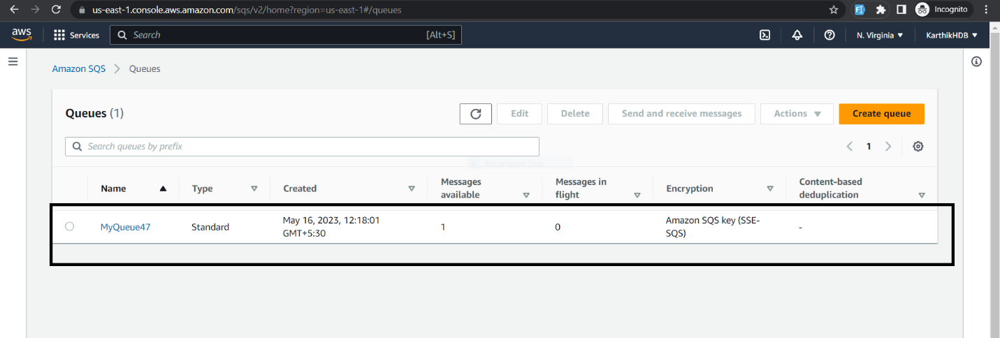 us-east-1.console.aws.amazon.com/sqs/v2/home?region=us-east-1#/queues
Incognito
aws
Services
Search
[Alt+S]
N. Virginia
KarthikHDB
Amazon SQS
Queues
Queues (1)
Edit
Delete
Send and receive messages
Actions
Create queue
Search queues by prefix
1
Rectangular Snip
Name
Type
Created
Messages
available
Messages in
flight
Encryption
Content-based
deduplication
MyQueue47
Standard
May 16, 2023, 12:18:01
GMT+5:30
1
0
Amazon SQS key (SSE-
SQS)
-